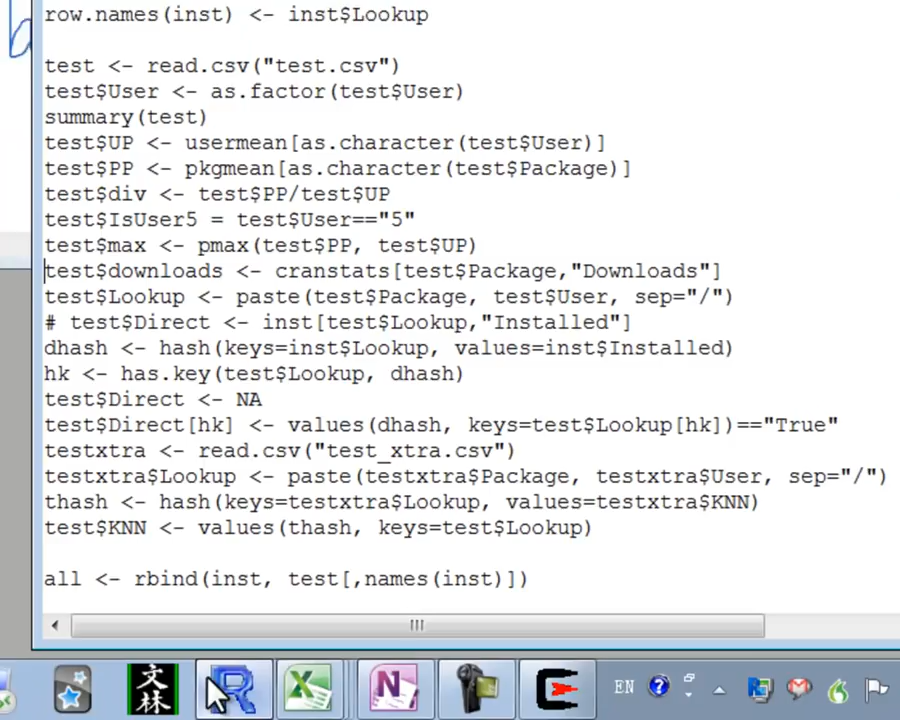 row.names(inst) <- inst$Lookup
test <- read.csv("test.csv")
test$User <- as.factor(test$User)
summary(test)
test$UP <- usermean[as.character(test$User)]
test$PP <- pkgmean[as.character(test$Package)]
test$div <- test$PP/test$UP
test$IsUser5 = test$User=="5"
test$max <- pmax(test$PP, test$UP)
test$downloads <- cranstats[test$Package,"Downloads"]
test$Lookup <- paste(test$Package, test$User, sep="/")
# test$Direct <- inst[test$Lookup,"Installed"]
dhash <- hash(keys=inst$Lookup, values=inst$Installed)
hk <- has.key(test$Lookup, dhash)
test$Direct <- NA
test$Direct[hk] <- values(dhash, keys=test$Lookup[hk])=="True"
testxtra <- read.csv("test_xtra.csv")
testxtra$Lookup <- paste(testxtra$Package, testxtra$User, sep="/")
thash <- hash(keys=testxtra$Lookup, values=testxtra$KNN)
test$KNN <- values(thash, keys=test$Lookup)
all <- rbind(inst, test[,names(inst)])
文
林
R
X
N
EN
?